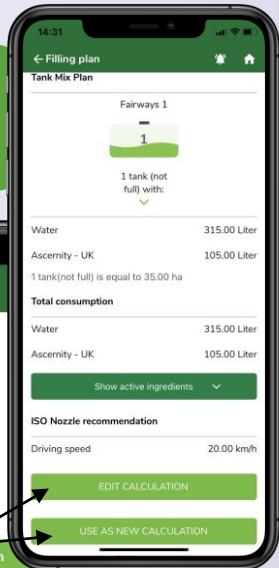 14:31
Filling plan
Tank Mix Plan
Fairways 1
1
1 tank (not
full) with:
Water 315.00 Liter
Ascernity - UK 105.00 Liter
1 tank(not full) is equal to 35.00 ha
Total consumption
Water 315.00 Liter
Ascernity - UK 105.00 Liter
Show active ingredients
ISO Nozzle recommendation
Driving speed 20.00 km/h
EDIT CALCULATION
USE AS NEW CALCULATION